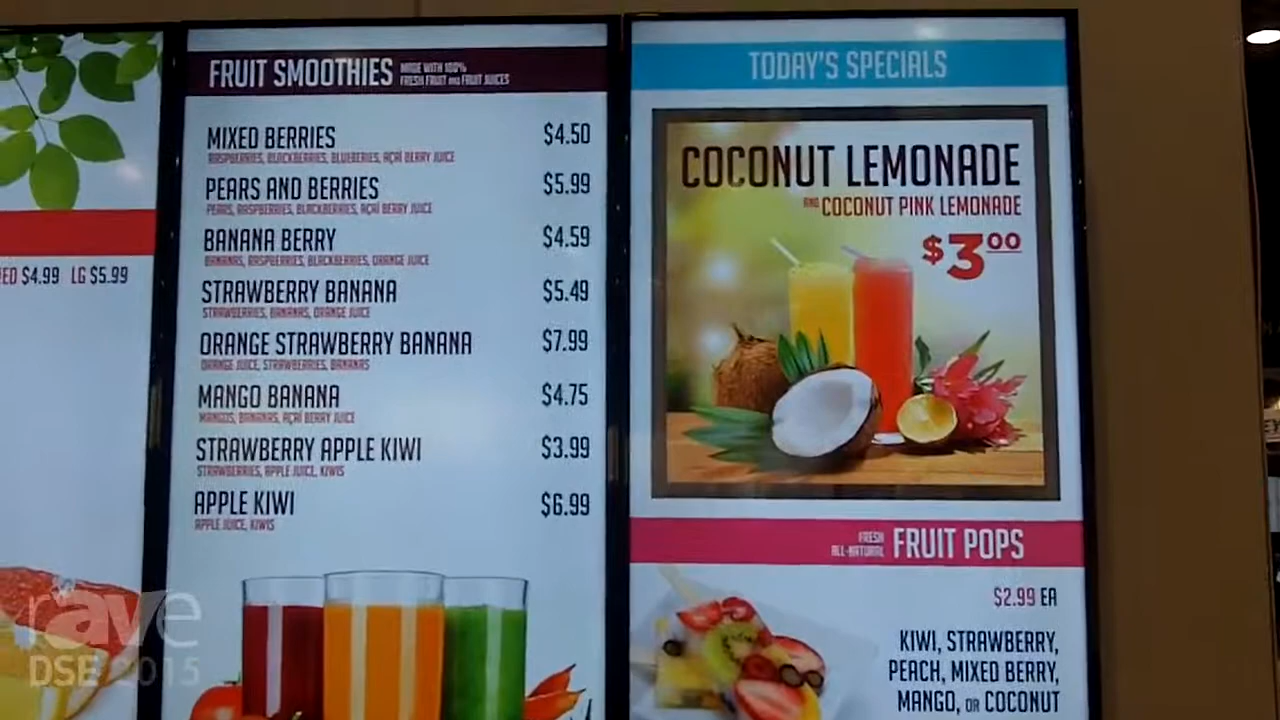 ED $4.99 LG $5.99
FRUIT SMOOTHIES MADE WITH 100%
FRESH FRUIT AND FRUIT JUICES
MIXED BERRIES $4.50
RASPBERRIES, BLACKBERRIES, BLUEBERIES, AÇAÍ BERRY JUICE
PEARS AND BERRIES $5.99
PEARS, RASPBERRIES, BLACKBERRIES, AÇAÍ BERRY JUICE
BANANA BERRY $4.59
BANANAS, RASPBERRIES, BLACKBERRIES, ORANGE JUICE
STRAWBERRY BANANA $5.49
STRAWBERRIES, BANANAS, ORANGE JUICE
ORANGE STRAWBERRY BANANA $7.99
ORANGE JUICE, STRAWBERRIES, BANANAS
MANGO BANANA $4.75
MANGOS, BANANAS, AÇAÍ BERRY JUICE
STRAWBERRY APPLE KIWI $3.99
STRAWBERRIES, APPLE JUICE, KIWIS
APPLE KIWI $6.99
APPLE JUICE, KIWIS
TODAY'S SPECIALS
COCONUT LEMONADE
AND COCONUT PINK LEMONADE
$3.00
FRESH
ALL-NATURAL FRUIT POPS
$2.99 EA
KIWI, STRAWBERRY,
PEACH, MIXED BERRY,
MANGO, OR COCONUT
rave
DSE 2015